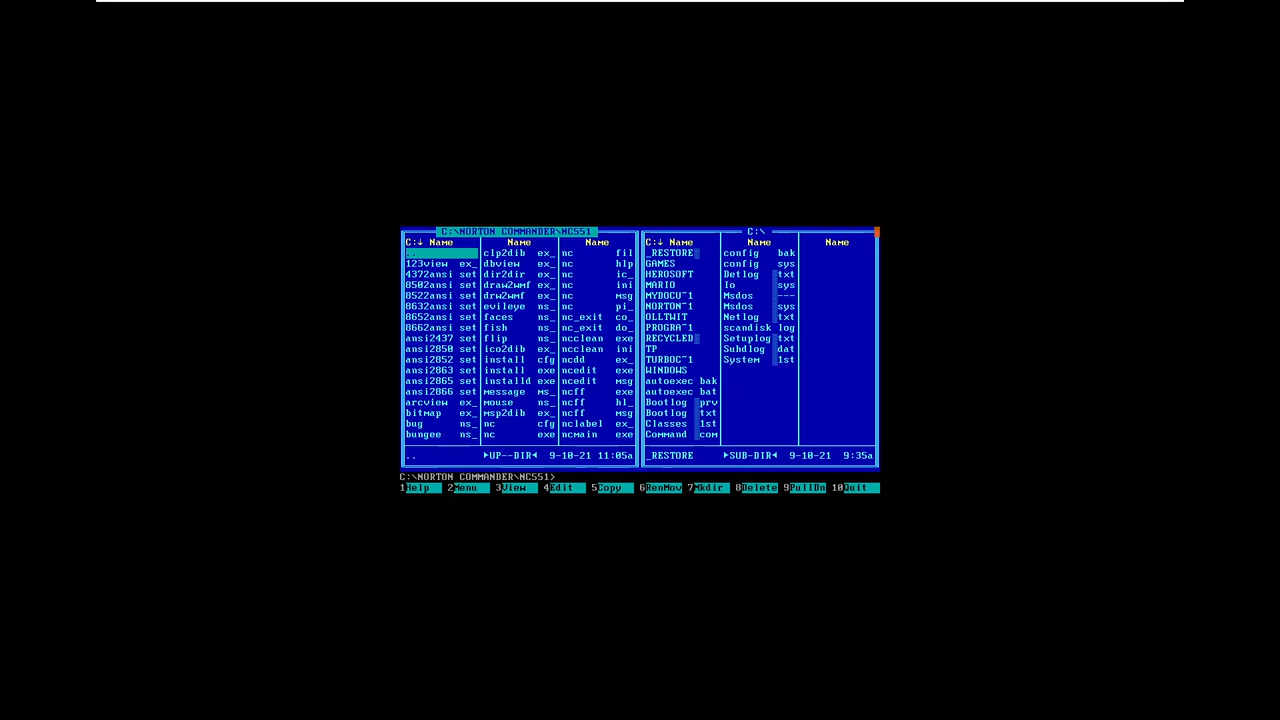 C:\NORTON COMMANDER\NC551 C:\
C:↓ Name Name Name C:↓ Name Name Name
.. clp2dib ex_ nc fil _RESTORE config bak
123view ex_ dbview ex_ nc hlp GAMES config sys
4372ansi set dir2dir ex_ nc ic_ HEROSOFT Detlog txt
8502ansi set draw2wmf ex_ nc ini MARIO Io sys
8522ansi set drw2wmf ex_ nc msg MYDOCU~1 Msdos ---
8632ansi set evileye ns_ nc pi_ NORTON~1 Msdos sys
8652ansi set faces ns_ nc_exit co_ OLLTWIT Netlog txt
8662ansi set fish ns_ nc_exit do_ PROGRA~1 scandisk log
ansi2437 set flip ns_ ncclean exe RECYCLED Setuplog txt
ansi2850 set ico2dib ex_ ncclean ini TP Suhdlog dat
ansi2852 set install cfg ncdd ex_ TURBOC~1 System 1st
ansi2863 set install exe ncedit exe WINDOWS
ansi2865 set installd exe ncedit msg autoexec bak
ansi2866 set message ms_ ncff exe autoexec bat
arcview ex_ mouse ns_ ncff hl_ Bootlog prv
bitmap ex_ msp2dib ex_ ncff msg Bootlog txt
bug ns_ nc cfg nclabel ex_ Classes 1st
bungee ns_ nc exe ncmain exe Command com
.. ►UP--DIR◄ 9-10-21 11:05a _RESTORE ►SUB-DIR◄ 9-10-21 9:35a
C:\NORTON COMMANDER\NC551>
1Help 2Menu 3View 4Edit 5Copy 6RenMov 7Mkdir 8Delete 9PullDn 10Quit